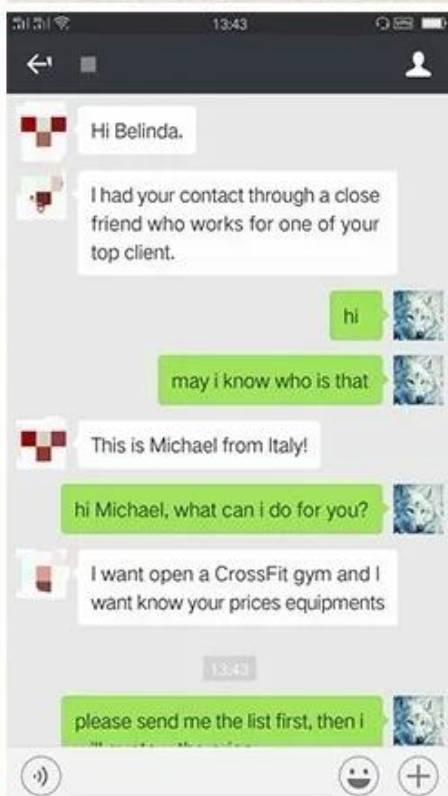 13:43
Hi Belinda.
I had your contact through a close
friend who works for one of your
top client.
hi
may i know who is that
This is Michael from Italy!
hi Michael, what can i do for you?
I want open a CrossFit gym and I
want know your prices equipments
13:43
please send me the list first, then i